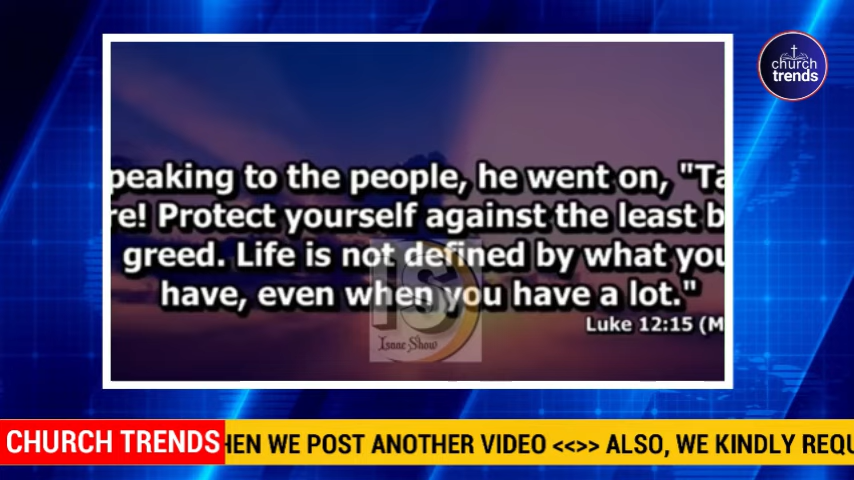 church
trends
peaking to the people, he went on, "Ta
re! Protect yourself against the least b
greed. Life is not defined by what you
have, even when you have a lot."
Luke 12:15 (M
IS
Isaac Show
CHURCH TRENDS
HEN WE POST ANOTHER VIDEO <<>> ALSO, WE KINDLY REQU